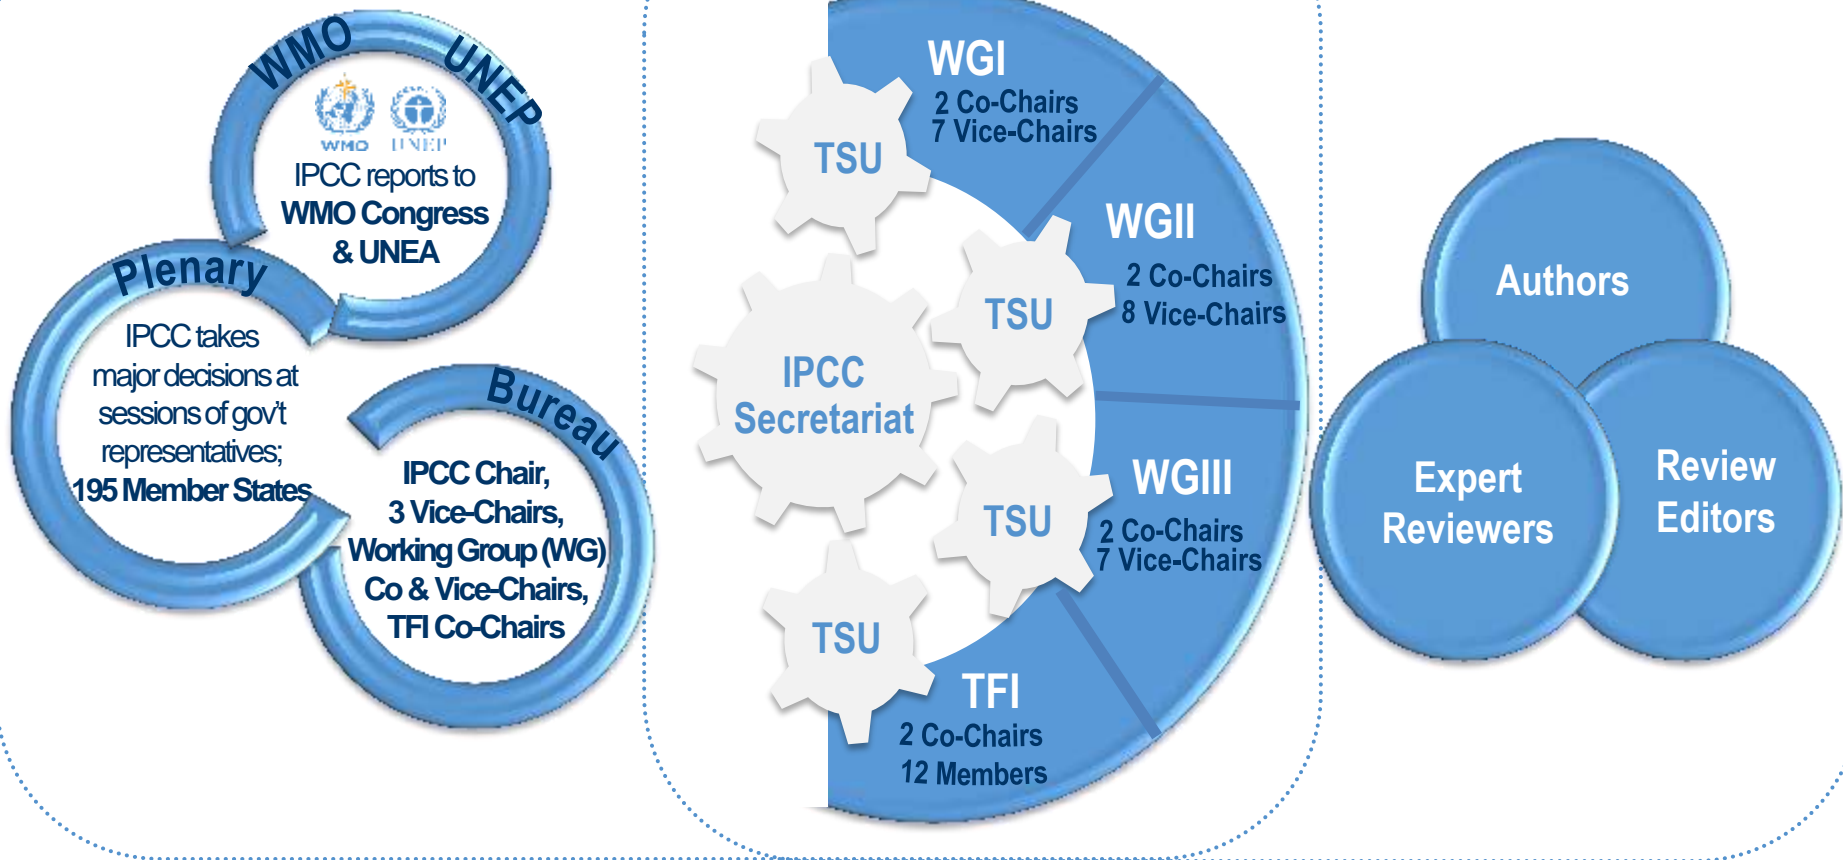 WMO UNEP
WMO UNEP
IPCC reports to
WMO Congress
& UNEA
Plenary
IPCC takes
major decisions at
sessions of gov't
representatives;
195 Member States
Bureau
IPCC Chair,
3 Vice-Chairs,
Working Group (WG)
Co & Vice-Chairs,
TFI Co-Chairs
WGI
2 Co-Chairs
7 Vice-Chairs
TSU
WGII
2 Co-Chairs
8 Vice-Chairs
TSU
IPCC
Secretariat
WGIII
2 Co-Chairs
7 Vice-Chairs
TSU
TSU
TFI
2 Co-Chairs
12 Members
Authors
Expert
Reviewers
Review
Editors